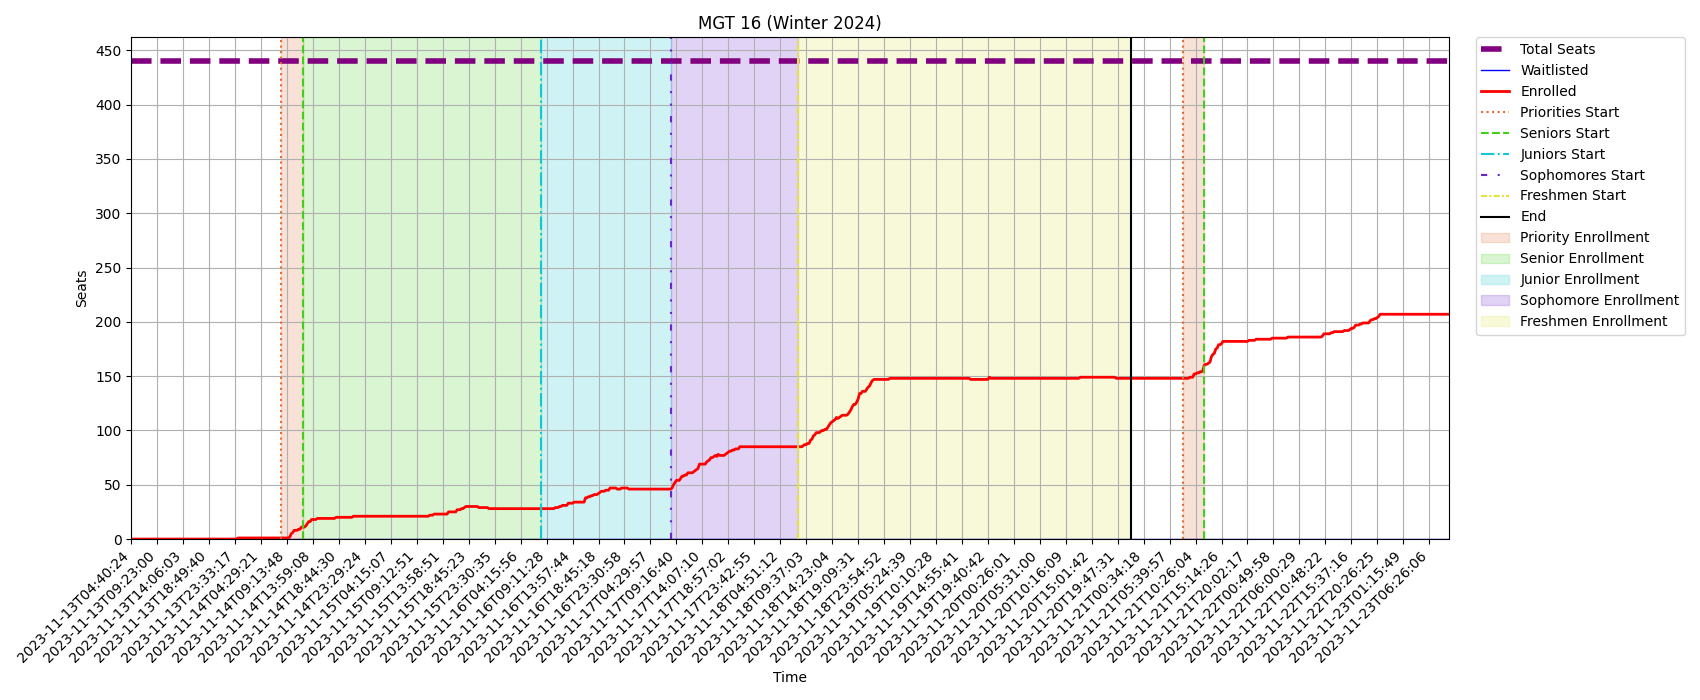 MGT 16 (Winter 2024)
Seats
450
400
350
300
250
200
150
100
50
0
2023-11-13T04:40:24
2023-11-13T09:23:00
2023-11-13T14:06:03
2023-11-13T18:49:40
2023-11-13T23:33:17
2023-11-14T04:29:21
2023-11-14T09:13:48
2023-11-14T13:59:08
2023-11-14T18:44:30
2023-11-14T23:29:24
2023-11-15T04:15:07
2023-11-15T09:12:51
2023-11-15T13:58:51
2023-11-15T18:45:23
2023-11-15T23:30:35
2023-11-16T04:15:56
2023-11-16T09:11:28
2023-11-16T13:57:44
2023-11-16T18:45:18
2023-11-16T23:30:58
2023-11-17T04:29:57
2023-11-17T09:16:40
2023-11-17T14:07:10
2023-11-17T18:57:02
2023-11-17T23:42:55
2023-11-18T04:51:12
2023-11-18T09:37:03
2023-11-18T14:23:04
2023-11-18T19:09:31
2023-11-18T23:54:52
2023-11-19T05:24:39
2023-11-19T10:10:28
2023-11-19T14:55:41
2023-11-19T19:40:42
2023-11-20T00:26:01
2023-11-20T05:31:00
2023-11-20T10:16:09
2023-11-20T15:01:42
2023-11-20T19:47:31
2023-11-21T00:34:18
2023-11-21T05:39:57
2023-11-21T10:26:04
2023-11-21T15:14:26
2023-11-21T20:02:17
2023-11-22T00:49:58
2023-11-22T06:00:29
2023-11-22T10:48:22
2023-11-22T15:37:16
2023-11-22T20:26:25
2023-11-23T01:15:49
2023-11-23T06:26:06
Time
Total Seats
Waitlisted
Enrolled
Priorities Start
Seniors Start
Juniors Start
Sophomores Start
Freshmen Start
End
Priority Enrollment
Senior Enrollment
Junior Enrollment
Sophomore Enrollment
Freshmen Enrollment